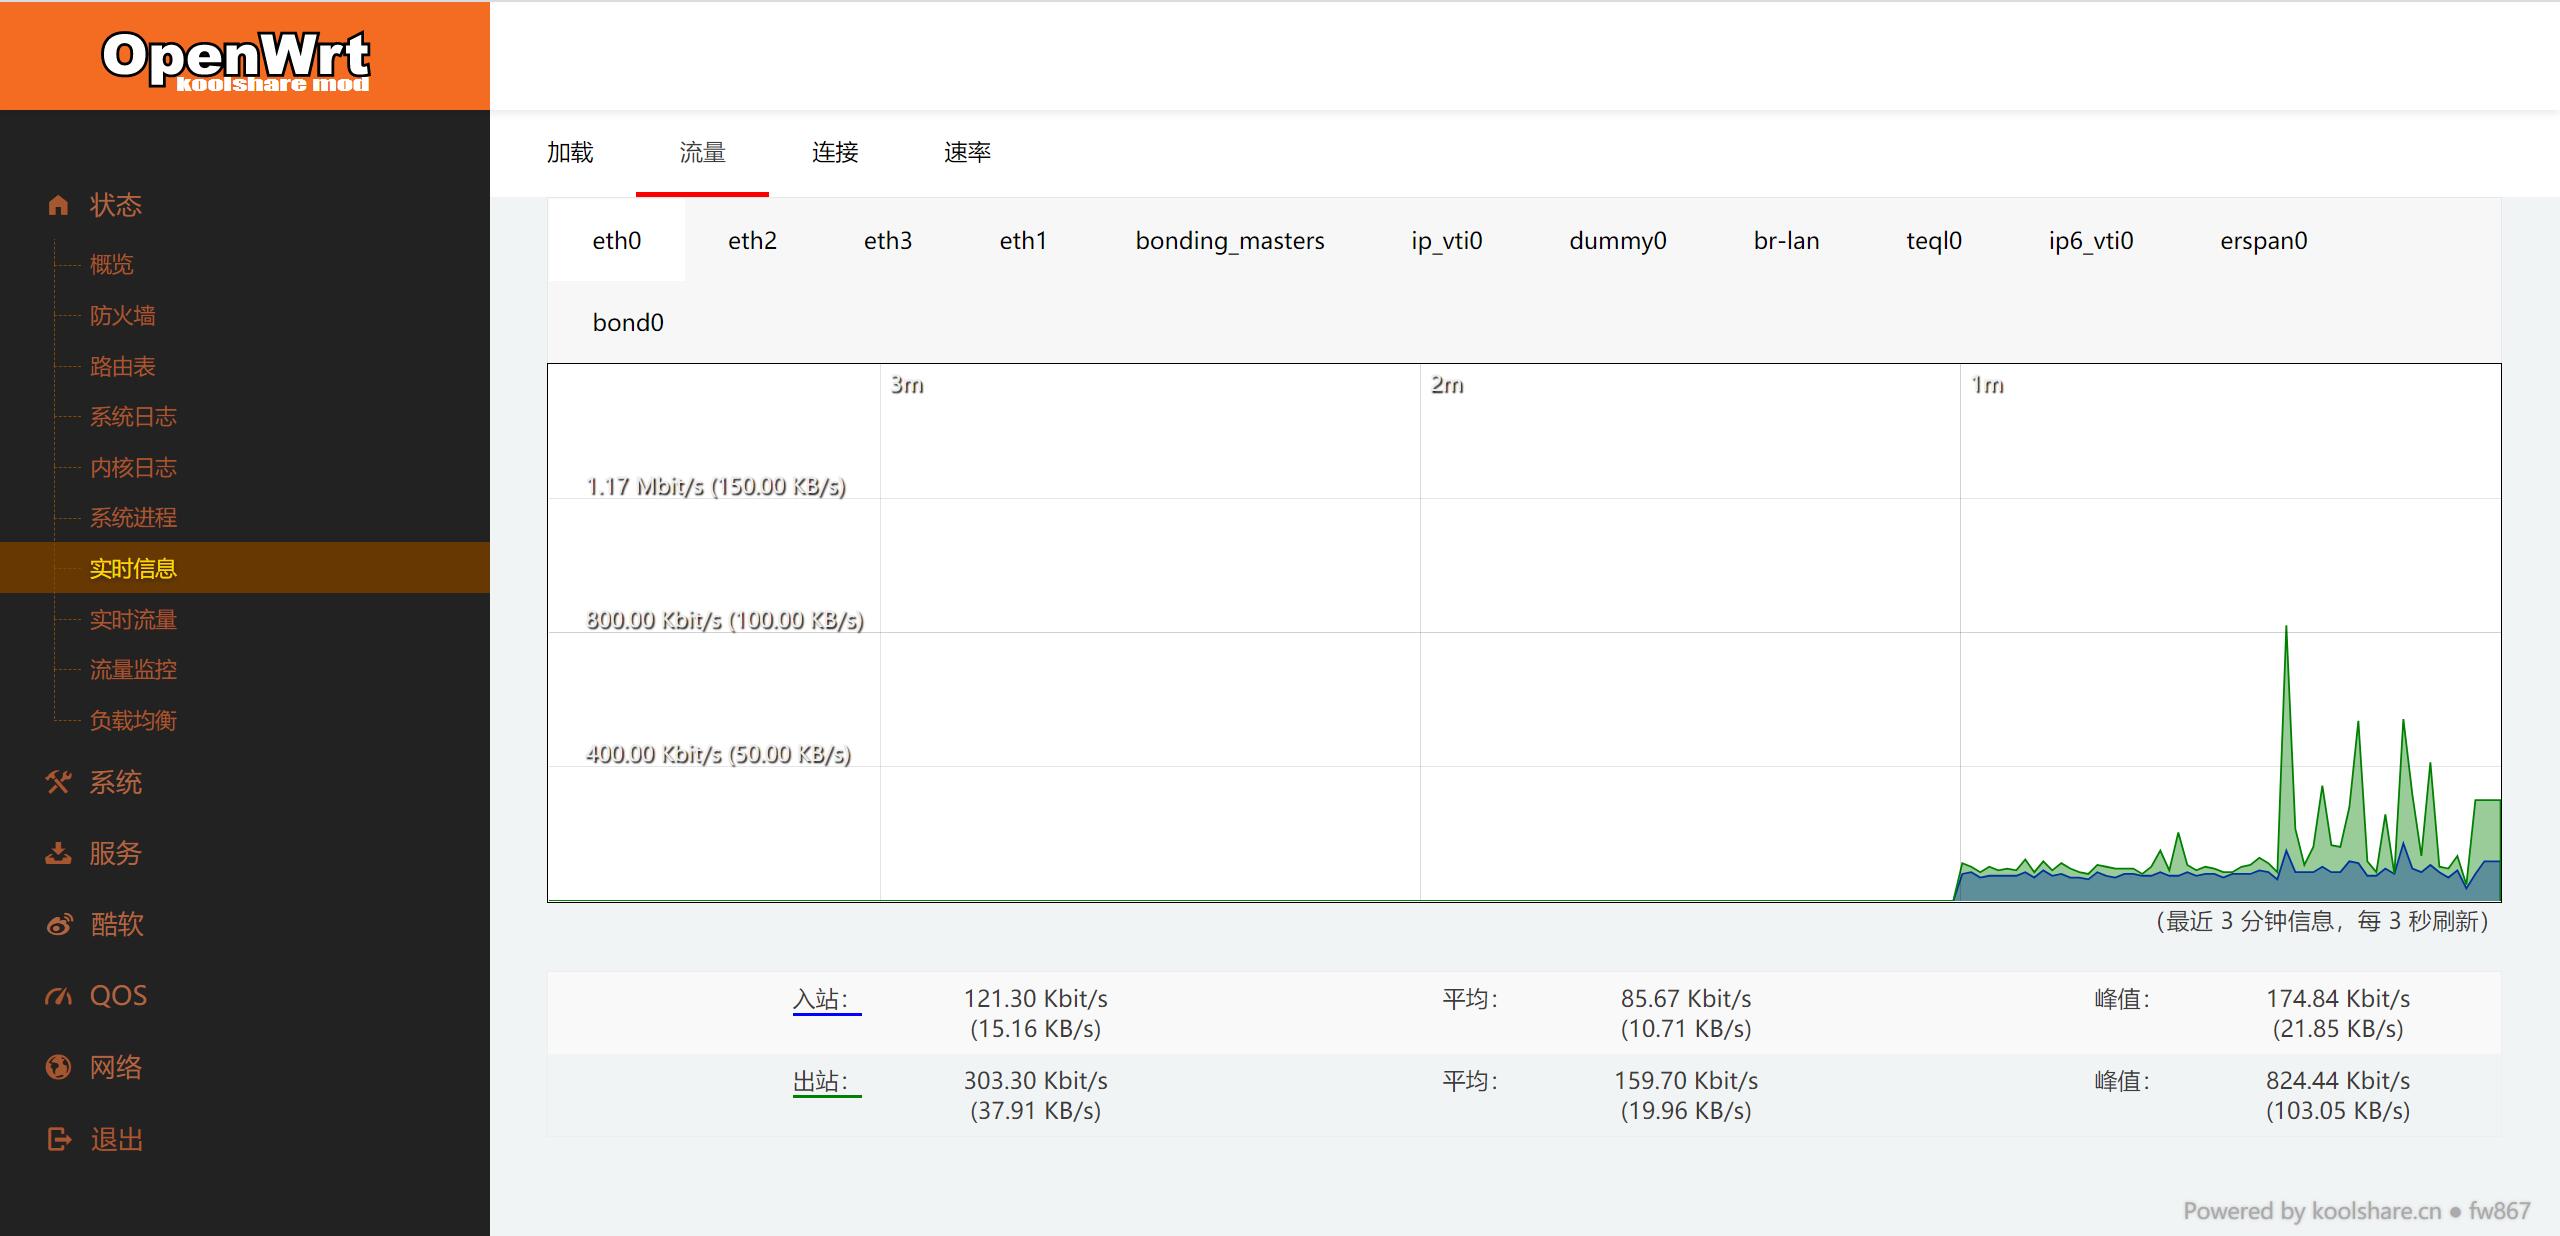 OpenWrt
koolshare mod
状态
概览
防火墙
路由表
系统日志
内核日志
系统进程
实时信息
实时流量
流量监控
负载均衡
系统
服务
酷软
QOS
网络
退出
加载 流量 连接 速率
eth0 eth2 eth3 eth1 bonding_masters ip_vti0 dummy0 br-lan teql0 ip6_vti0 erspan0
bond0
3m 2m 1m
1.17 Mbit/s (150.00 KB/s)
800.00 Kbit/s (100.00 KB/s)
400.00 Kbit/s (50.00 KB/s)
(最近 3 分钟信息，每 3 秒刷新)
入站： 121.30 Kbit/s 平均： 85.67 Kbit/s 峰值： 174.84 Kbit/s
(15.16 KB/s) (10.71 KB/s) (21.85 KB/s)
出站： 303.30 Kbit/s 平均： 159.70 Kbit/s 峰值： 824.44 Kbit/s
(37.91 KB/s) (19.96 KB/s) (103.05 KB/s)
Powered by koolshare.cn ● fw867